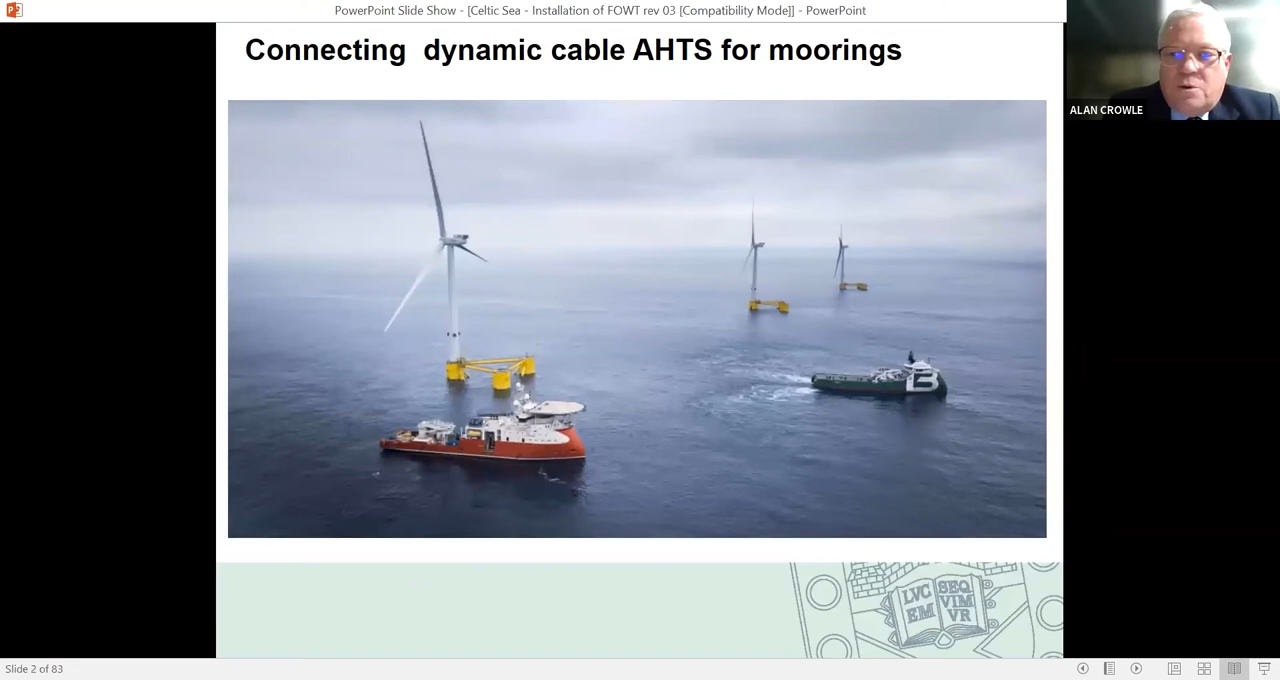 PowerPoint Slide Show - [Celtic Sea - Installation of FOWT rev 03 [Compatibility Mode]] - PowerPoint
Connecting  dynamic cable AHTS for moorings
ALAN CROWLE
B
LVC
EM
SEQ
VIM
VR
Slide 2 of 83